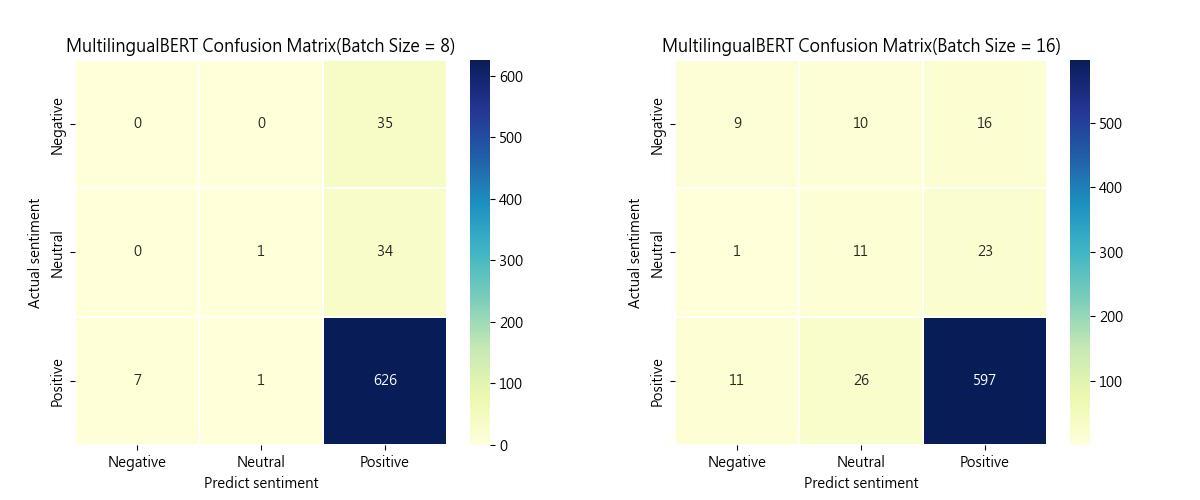 MultilingualBERT Confusion Matrix(Batch Size = 8)
Actual sentiment
Negative
0 0 35
Neutral
0 1 34
Positive
7 1 626
Negative Neutral Positive
Predict sentiment
600
500
400
300
200
100
0
MultilingualBERT Confusion Matrix(Batch Size = 16)
Actual sentiment
Negative
9 10 16
Neutral
1 11 23
Positive
11 26 597
Negative Neutral Positive
Predict sentiment
500
400
300
200
100